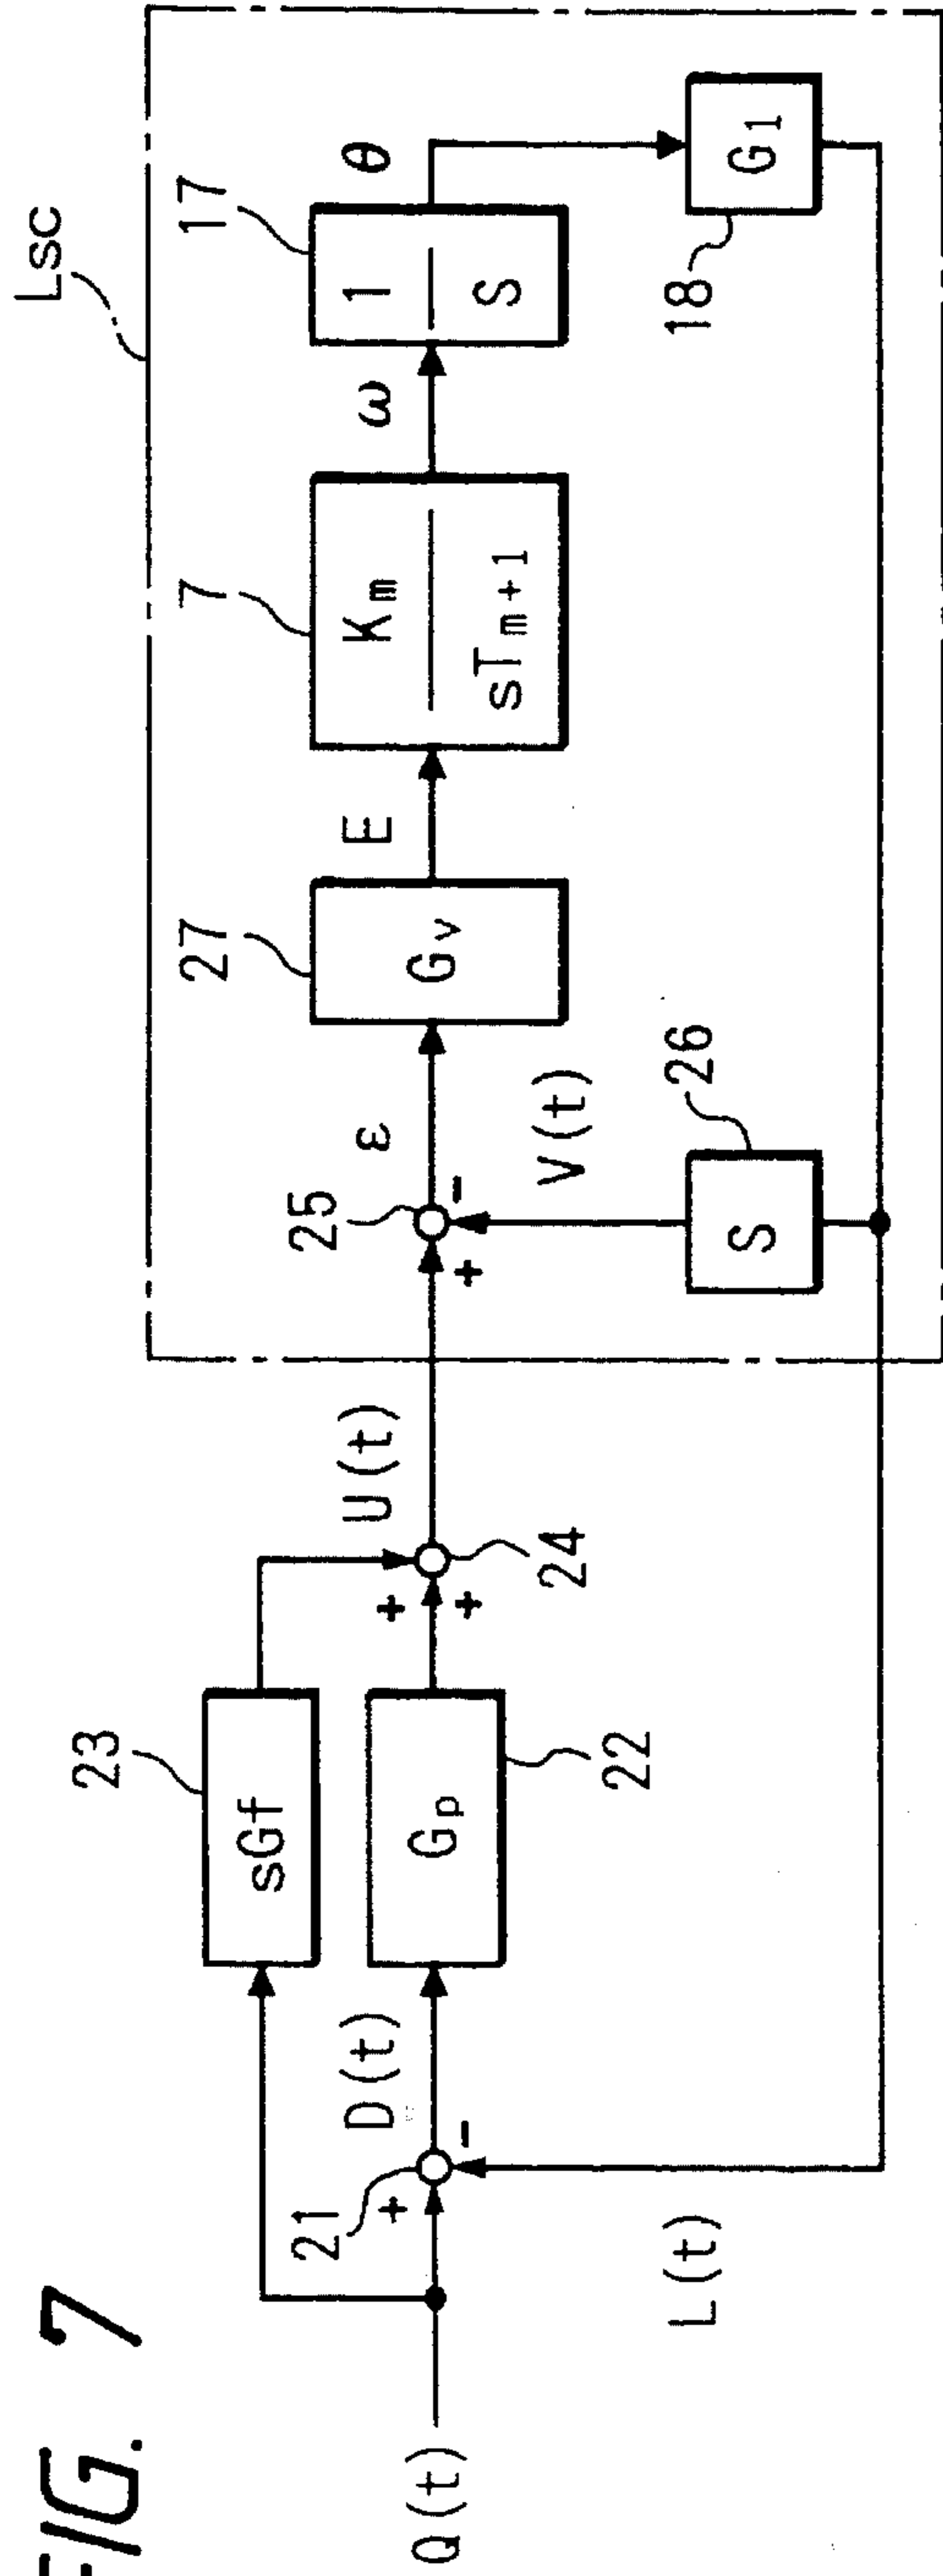 FIG. 7
Lsc
23
sGf
27
7
17
Q(t)
21
+
-
D(t)
Gp
22
+
+
24
U(t)
25
+
-
ε
Gv
E
Km
sTm+1
ω
1
S
θ
V(t)
26
S
18
G1
L(t)